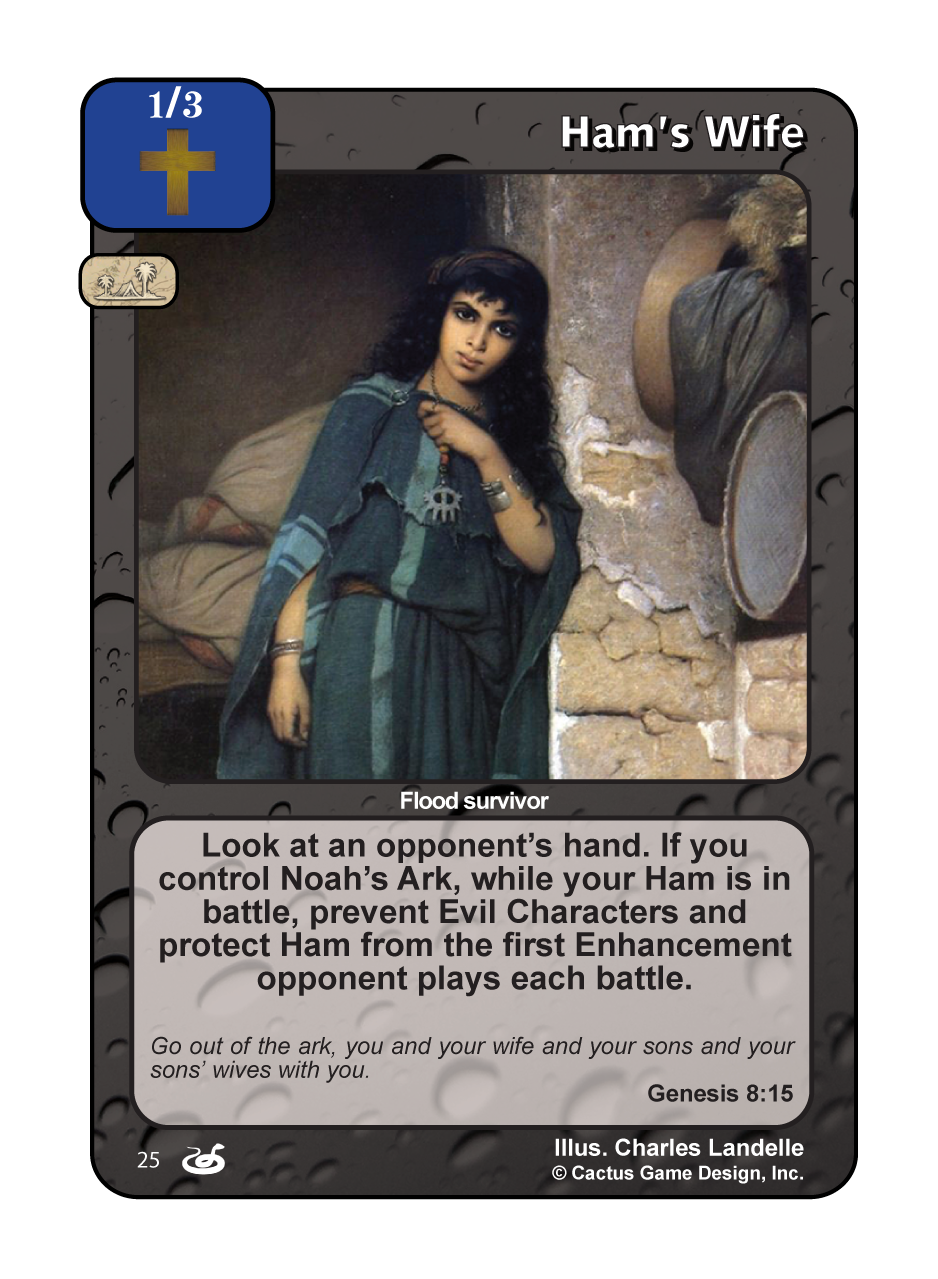 1/3
Ham's Wife
Flood survivor
Look at an opponent’s hand. If you
control Noah’s Ark, while your Ham is in
battle, prevent Evil Characters and
protect Ham from the first Enhancement
opponent plays each battle.
Go out of the ark, you and your wife and your sons and your
sons’ wives with you.
Genesis 8:15
25
Illus. Charles Landelle
© Cactus Game Design, Inc.